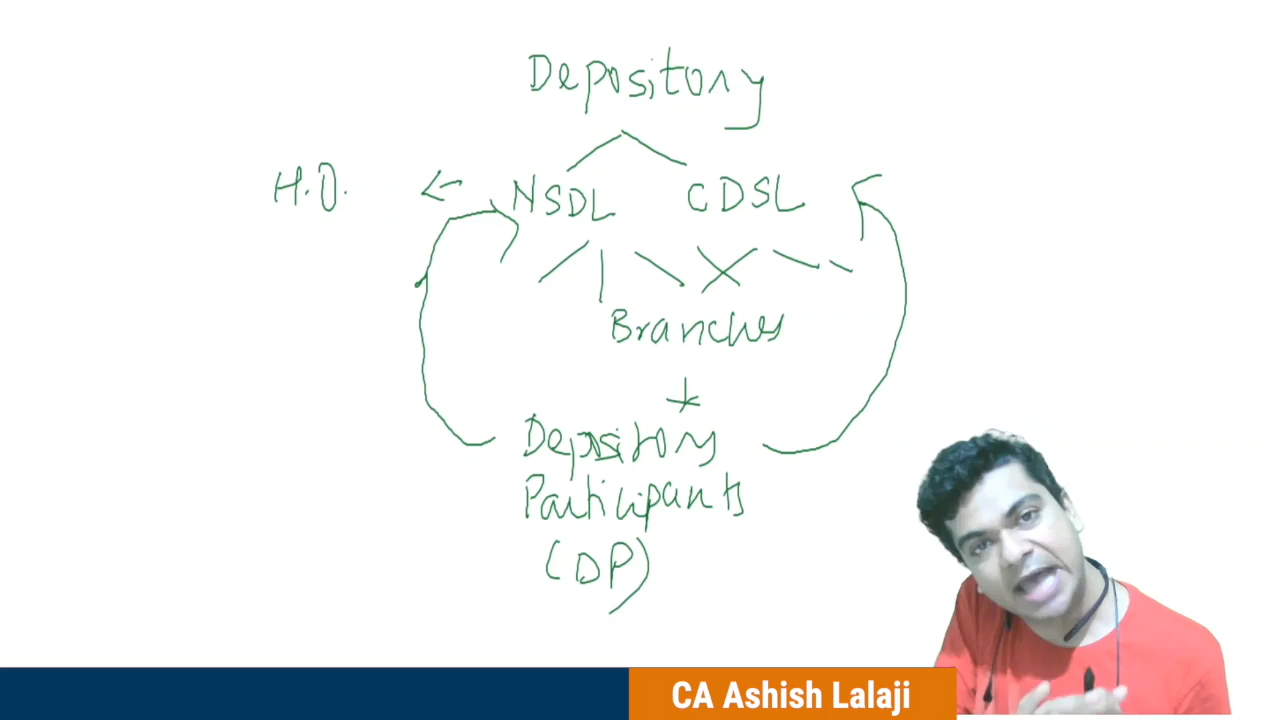 Depository
H.O. ← NSDL CDSL
Branches
Depository
Participants
(DP)
CA Ashish Lalaji